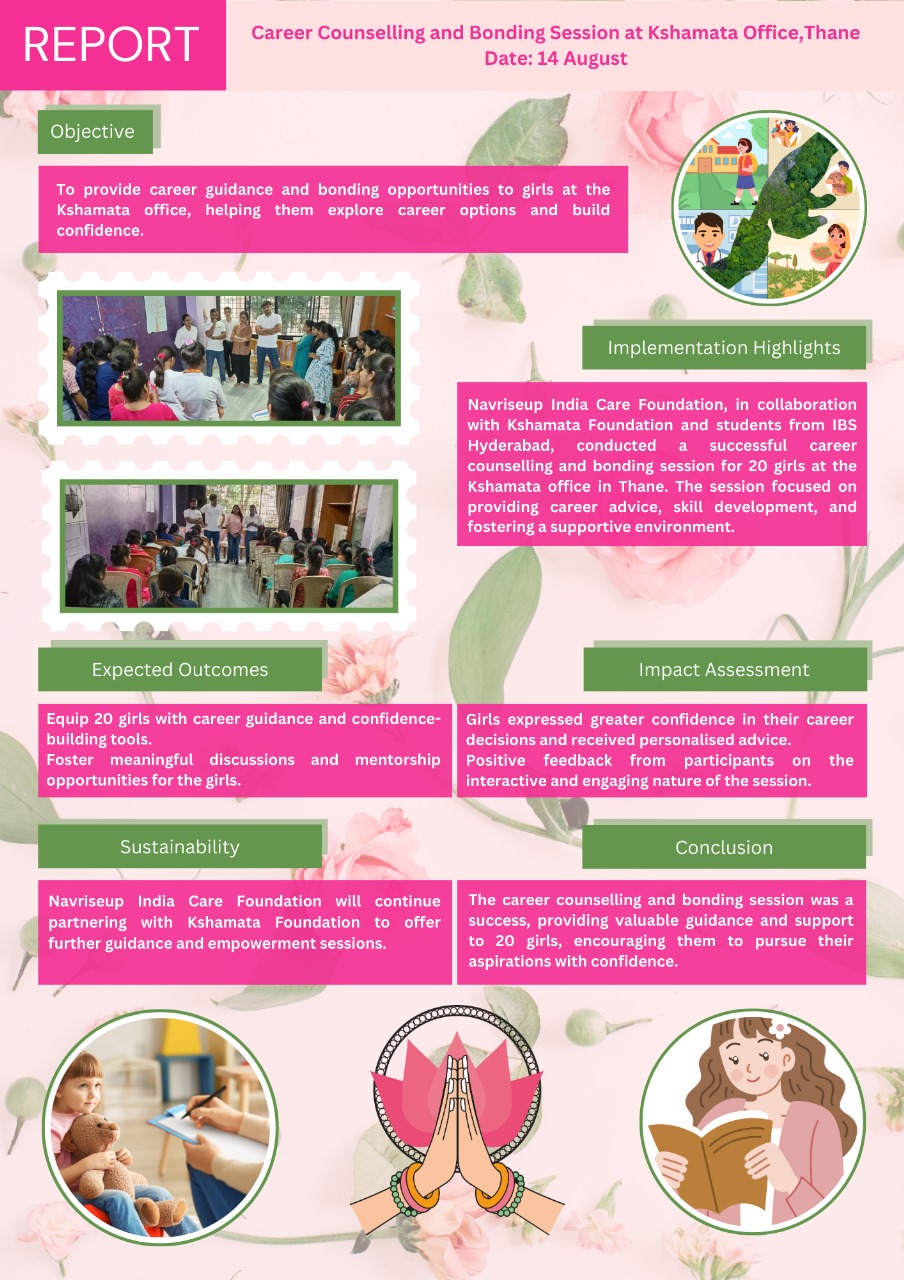 REPORT
Career Counselling and Bonding Session at Kshamata Office,Thane
Date: 14 August
Objective
To provide career guidance and bonding opportunities to girls at the
Kshamata office, helping them explore career options and build
confidence.
Implementation Highlights
Navriseup India Care Foundation, in collaboration
with Kshamata Foundation and students from IBS
Hyderabad, conducted a successful career
counselling and bonding session for 20 girls at the
Kshamata office in Thane. The session focused on
providing career advice, skill development, and
fostering a supportive environment.
Expected Outcomes
Equip 20 girls with career guidance and confidence-
building tools.
Foster meaningful discussions and mentorship
opportunities for the girls.
Impact Assessment
Girls expressed greater confidence in their career
decisions and received personalised advice.
Positive feedback from participants on the
interactive and engaging nature of the session.
Sustainability
Navriseup India Care Foundation will continue
partnering with Kshamata Foundation to offer
further guidance and empowerment sessions.
Conclusion
The career counselling and bonding session was a
success, providing valuable guidance and support
to 20 girls, encouraging them to pursue their
aspirations with confidence.